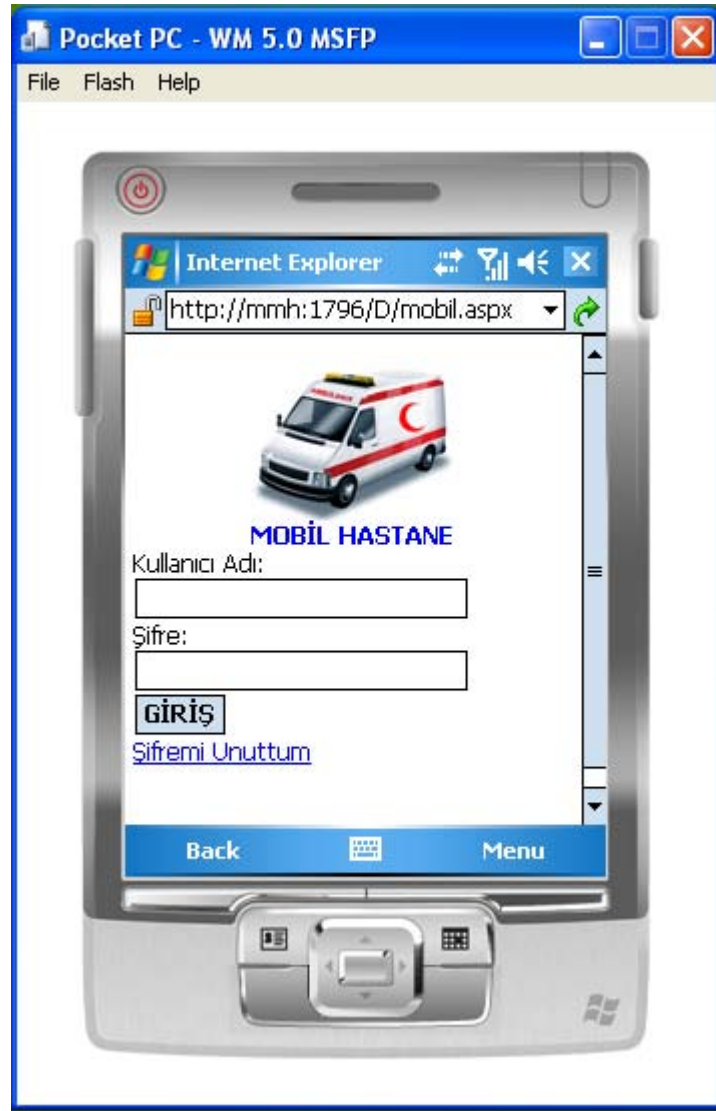 Pocket PC - WM 5.0 MSFP
File Flash Help
Internet Explorer
http://mmh:1796/D/mobil.aspx
MOBİL HASTANE
Kullanıcı Adı:
Şifre:
GİRİŞ
Şifremi Unuttum
Back Menu